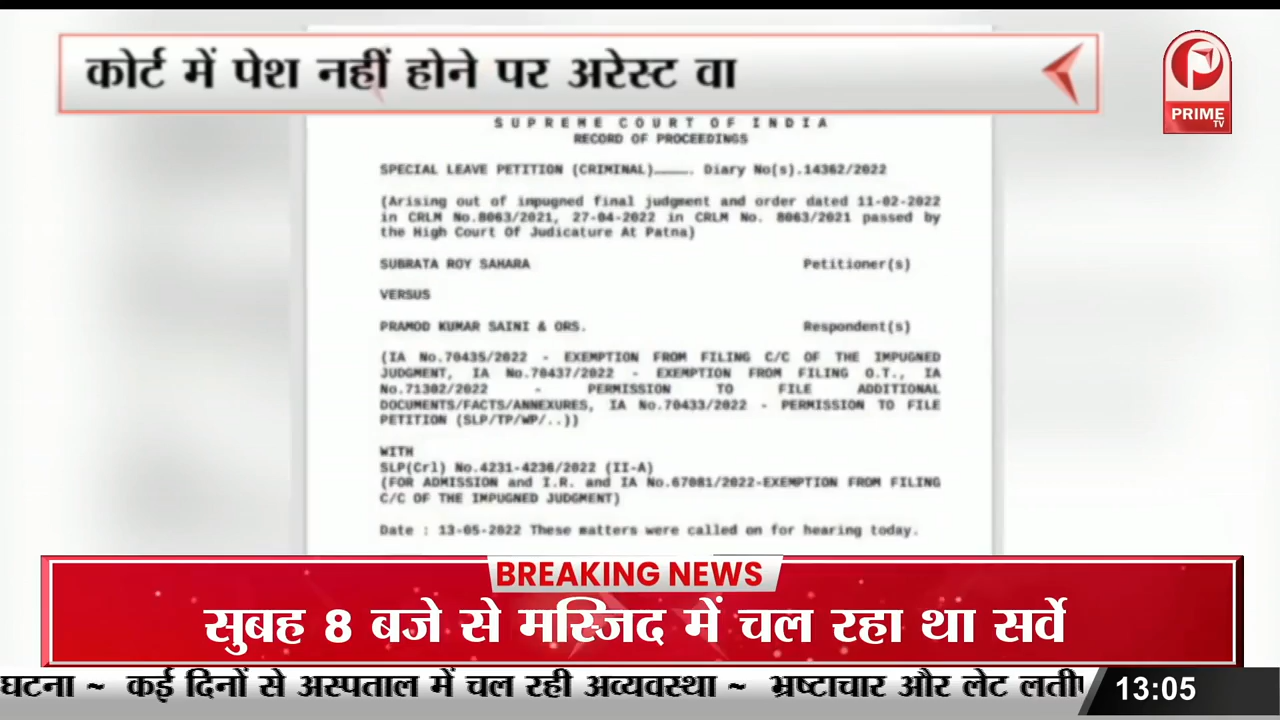 कोर्ट में पेश नहीं होने पर अरेस्ट वा
PRIME
TV
SUPREME COURT OF INDIA
RECORD OF PROCEEDINGS
SPECIAL LEAVE PETITION (CRIMINAL)……… Diary No(s).14362/2022
(Arising out of impugned final judgment and order dated 11-02-2022
in CRLM No.8063/2021, 27-04-2022 in CRLM No. 8063/2021 passed by
the High Court Of Judicature At Patna)
SUBRATA ROY SAHARA Petitioner(s)
VERSUS
PRAMOD KUMAR SAINI & ORS. Respondent(s)
(IA No.70435/2022 - EXEMPTION FROM FILING C/C OF THE IMPUGNED
JUDGMENT, IA No.70437/2022 - EXEMPTION FROM FILING O.T., IA
No.71302/2022 - PERMISSION TO FILE ADDITIONAL
DOCUMENTS/FACTS/ANNEXURES, IA No.70433/2022 - PERMISSION TO FILE
PETITION (SLP/TP/WP/..))
WITH
SLP(Crl) No.4231-4236/2022 (II-A)
(FOR ADMISSION and I.R. and IA No.67081/2022-EXEMPTION FROM FILING
C/C OF THE IMPUGNED JUDGMENT)
Date : 13-05-2022 These matters were called on for hearing today.
BREAKING NEWS
सुबह 8 बजे से मस्जिद में चल रहा था सर्वे
घटना ~ कई दिनों से अस्पताल में चल रही अव्यवस्था ~ भ्रष्टाचार और लेट लतीप
13:05